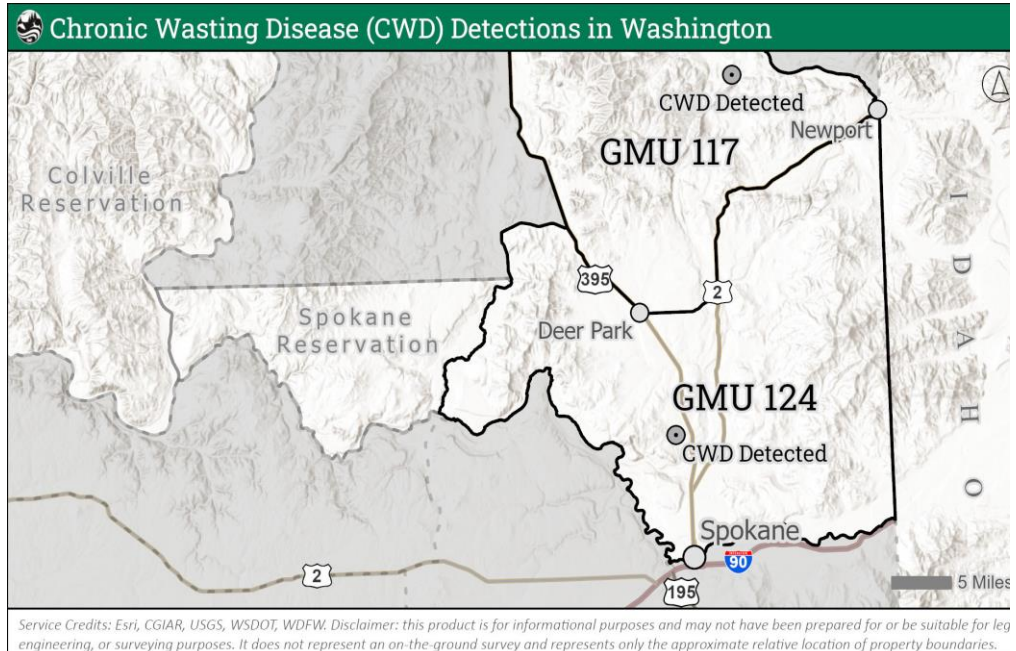 Chronic Wasting Disease (CWD) Detections in Washington
CWD Detected
Newport
GMU 117
Colville
Reservation
IDAHO
395
2
Spokane
Reservation
Deer Park
GMU 124
CWD Detected
Spokane
90
2
195
5 Miles
Service Credits: Esri, CGIAR, USGS, WSDOT, WDFW. Disclaimer: this product is for informational purposes and may not have been prepared for or be suitable for leg
engineering, or surveying purposes. It does not represent an on-the-ground survey and represents only the approximate relative location of property boundaries.